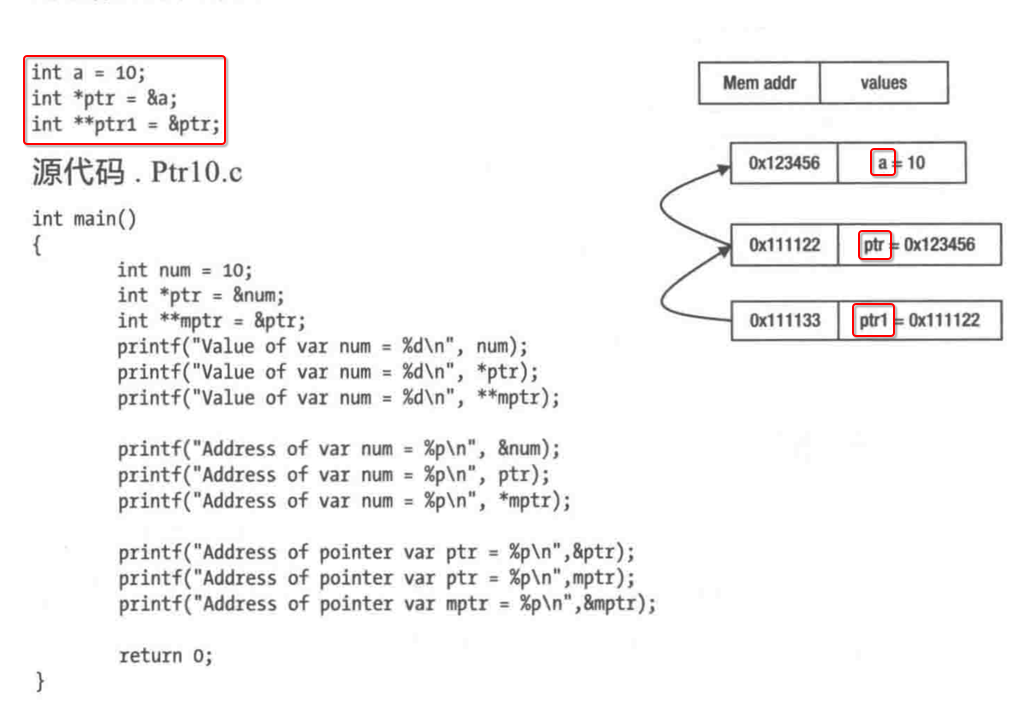 int a = 10;
int *ptr = &a;
int **ptr1 = &ptr;
源代码 . Ptr10.c
int main()
{
int num = 10;
int *ptr = &num;
int **mptr = &ptr;
printf("Value of var num = %d\n", num);
printf("Value of var num = %d\n", *ptr);
printf("Value of var num = %d\n", **mptr);
printf("Address of var num = %p\n", &num);
printf("Address of var num = %p\n", ptr);
printf("Address of var num = %p\n", *mptr);
printf("Address of pointer var ptr = %p\n",&ptr);
printf("Address of pointer var ptr = %p\n",mptr);
printf("Address of pointer var mptr = %p\n",&mptr);
return 0;
}
Mem addr values
0x123456 a = 10
0x111122 ptr = 0x123456
0x111133 ptr1 = 0x111122